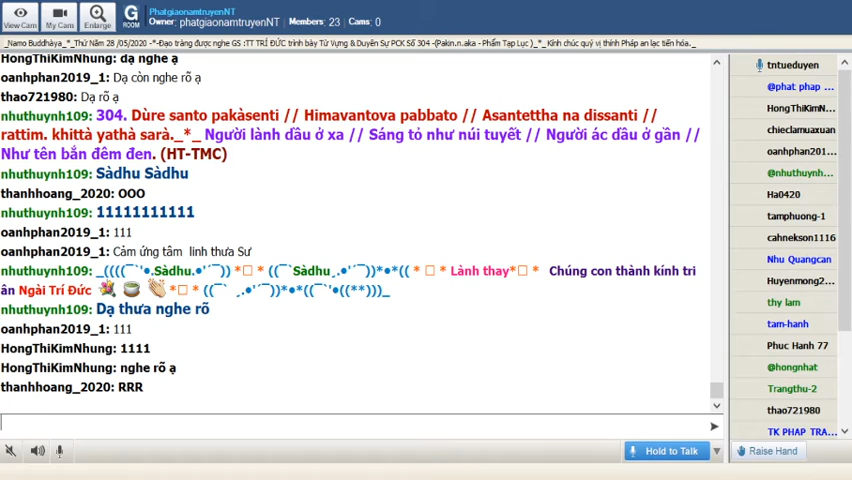 PhatgiaonamtruyenNT
Owner: phatgiaonamtruyenNT   Members: 23   Cams: 0
View Cam   My Cam   Enlarge   G ROOM
_Namo Buddhàya_*_Thứ Năm 28 /05/2020 -*-Đạo tràng được nghe GS :TT TRÍ ĐỨC trình bày Từ Vựng & Duyên Sự PCK Số 304 -(Pakin.n.aka - Phẩm Tạp Lục )_*_ Kính chúc quý vị thính Pháp an lạc tiến hóa._
HongThiKimNhung: dạ nghe ạ
oanhphan2019_1: Dạ còn nghe rõ ạ
thao721980: Dạ rõ ạ
nhuthuynh109: 304. Dùre santo pakàsenti // Himavantova pabbato // Asantettha na dissanti //
rattim. khittà yathà sarà._*_ Người lành dầu ở xa // Sáng tỏ như núi tuyết // Người ác dầu ở gần //
Như tên bắn đêm đen. (HT-TMC)
nhuthuynh109: Sàdhu Sàdhu
thanhhoang_2020: OOO
nhuthuynh109: 11111111111
oanhphan2019_1: 111
oanhphan2019_1: Cảm ứng tâm  linh thưa Sư
nhuthuynh109: _((((¯`'•.Sàdhu.•'´¯)) *□ * ((¯`Sàdhu¸.•'´¯))*•*(( * □ * Lành thay*□ *   Chúng con thành kính tri
ân Ngài Trí Đức 💐 🍵 👏 *□ * ((¯`  ¸.•'´¯))*•*((¯`'•((**)))_
nhuthuynh109: Dạ thưa nghe rõ
oanhphan2019_1: 111
HongThiKimNhung: 1111
HongThiKimNhung: nghe rõ ạ
thanhhoang_2020: RRR
Hold to Talk
tntueduyen
@phat phap ...
HongThiKimN...
chieclamuaxuan
oanhphan201...
@nhuthuynh...
Ha0420
tamphuong-1
cahnekson1116
Nhu Quangcan
Huyenmong2...
thy lam
tam-hanh
Phuc Hanh 77
@hongnhat
Trangthu-2
thao721980
TK PHAP TRA...
Raise Hand